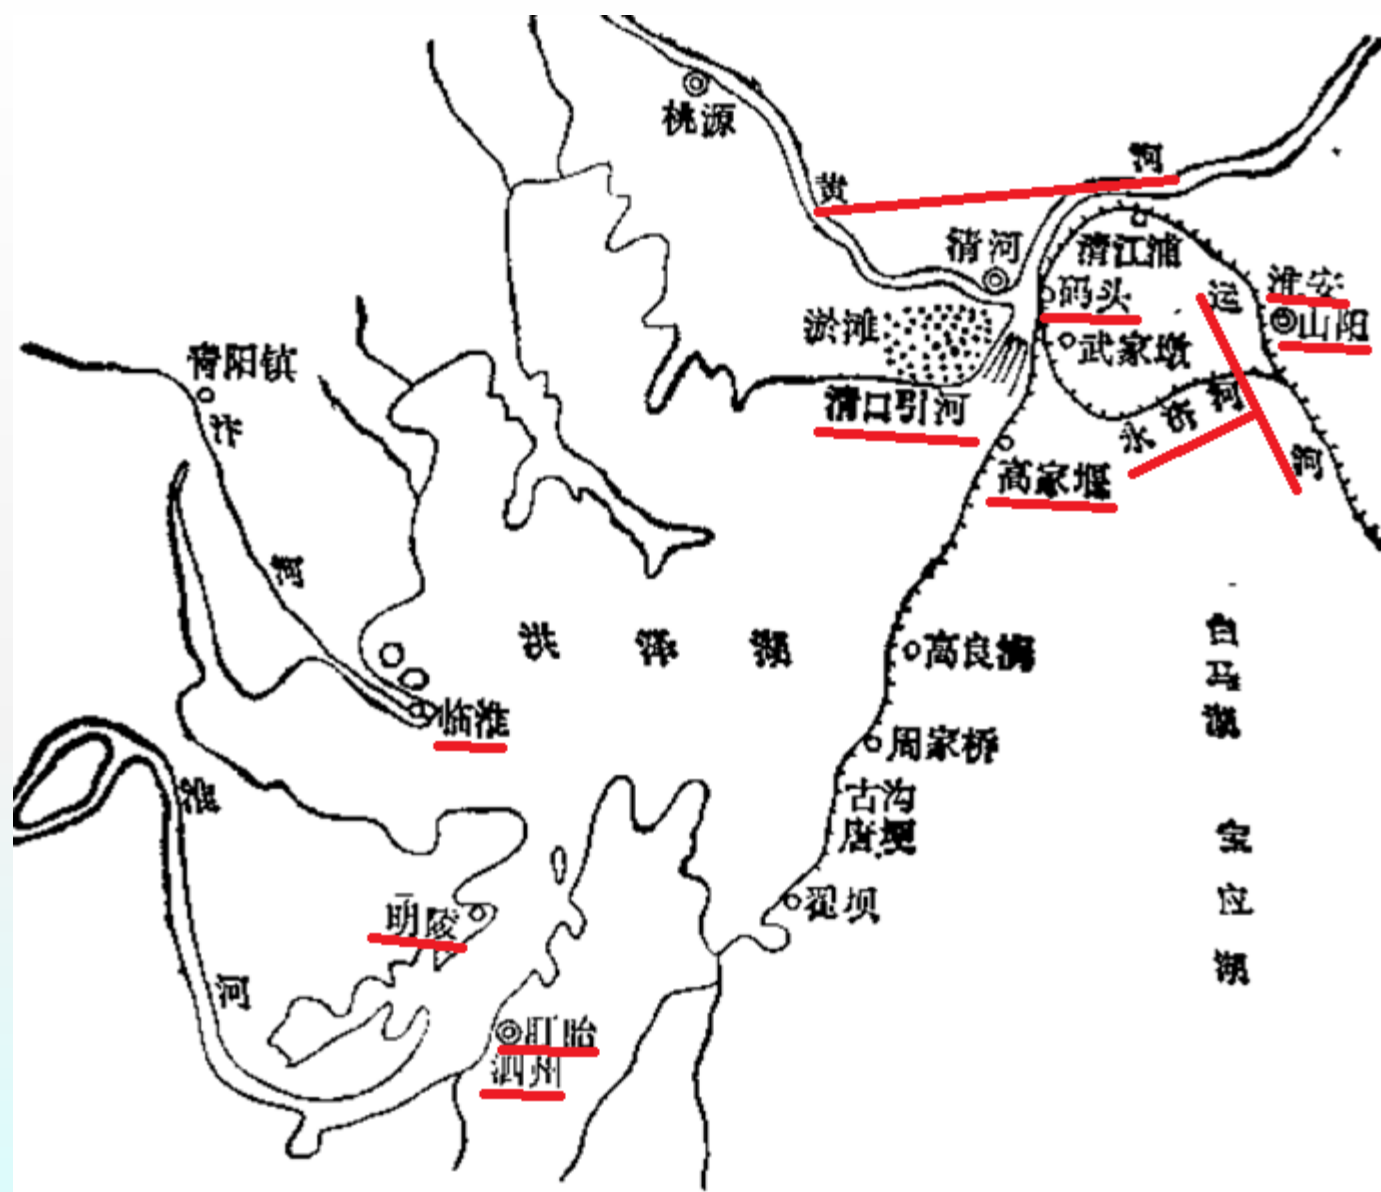 桃源
黄河
清河
清江浦
码头
淮安
山阳
运河
淤滩
武家墩
青阳镇
清口引河
永济河
汴河
高家堰
洪泽湖
高良涧
白马湖
临淮
周家桥
淮河
古沟
唐埂
宝应湖
明陵
翟坝
盱眙
泗州